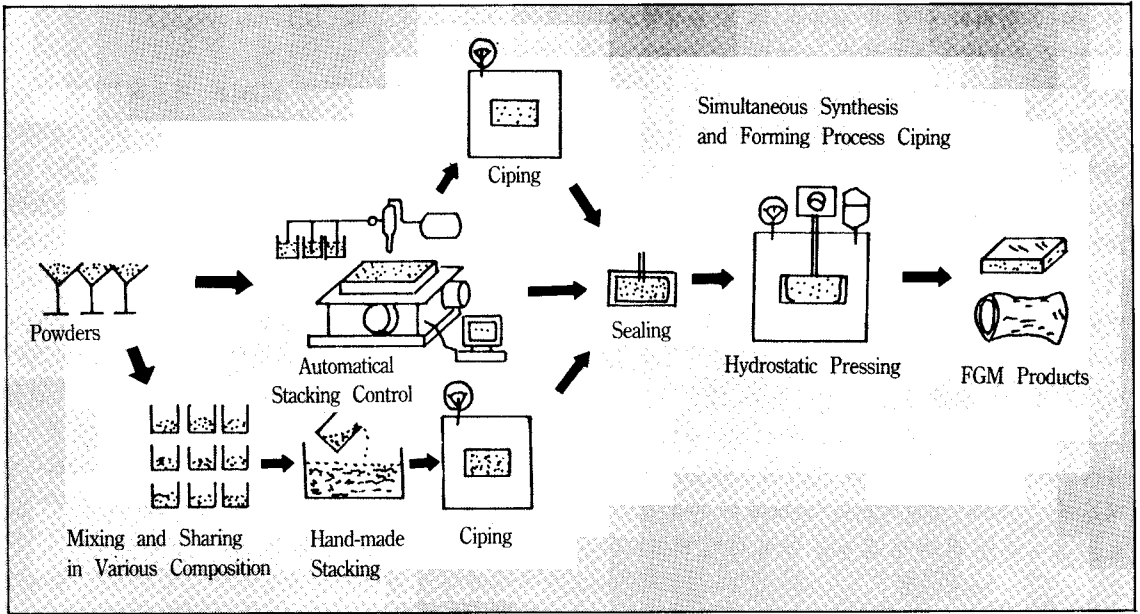 Ciping
Simultaneous Synthesis
and Forming Process Ciping
Powders
Automatical
Stacking Control
Sealing
Hydrostatic Pressing
FGM Products
Mixing and Sharing
in Various Composition
Hand-made
Stacking
Ciping